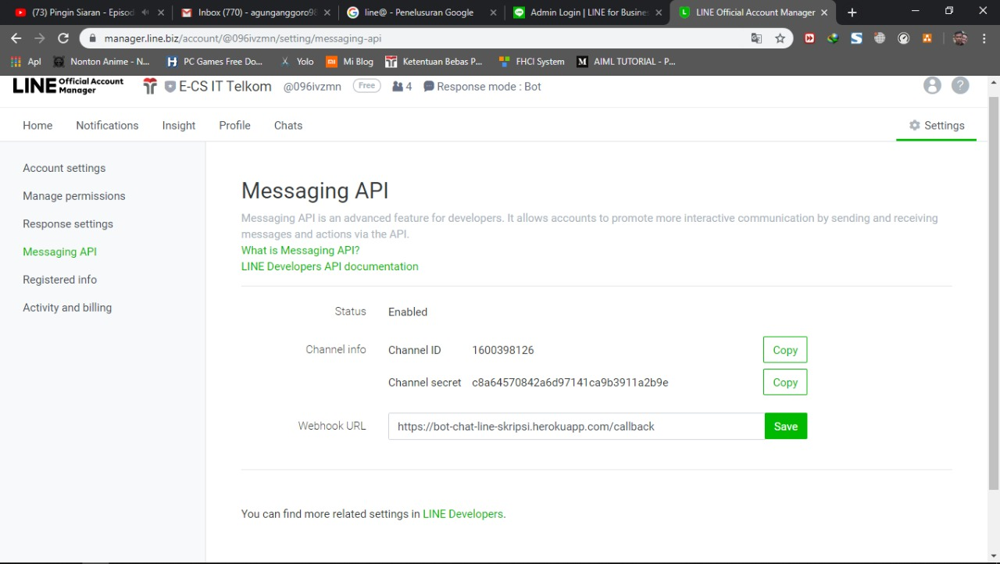 (73) Pingin Siaran - Episod
Inbox (770) - agunganggoro98
line@ - Penelusuran Google
Admin Login | LINE for Busine
LINE Official Account Manager
manager.line.biz/account/@096ivzmn/setting/messaging-api
Apl
Nonton Anime - N...
PC Games Free Do...
Yolo
Mi Blog
Ketentuan Bebas P...
FHCI System
AIML TUTORIAL - P...
LINE Official Account Manager
E-CS IT Telkom
@096ivzmn
Free
4
Response mode : Bot
Home
Notifications
Insight
Profile
Chats
Settings
Account settings
Manage permissions
Response settings
Messaging API
Registered info
Activity and billing
Messaging API
Messaging API is an advanced feature for developers. It allows accounts to promote more interactive communication by sending and receiving
messages and actions via the API.
What is Messaging API?
LINE Developers API documentation
Status Enabled
Channel info Channel ID 1600398126 Copy
Channel secret c8a64570842a6d97141ca9b3911a2b9e Copy
Webhook URL https://bot-chat-line-skripsi.herokuapp.com/callback Save
You can find more related settings in LINE Developers.